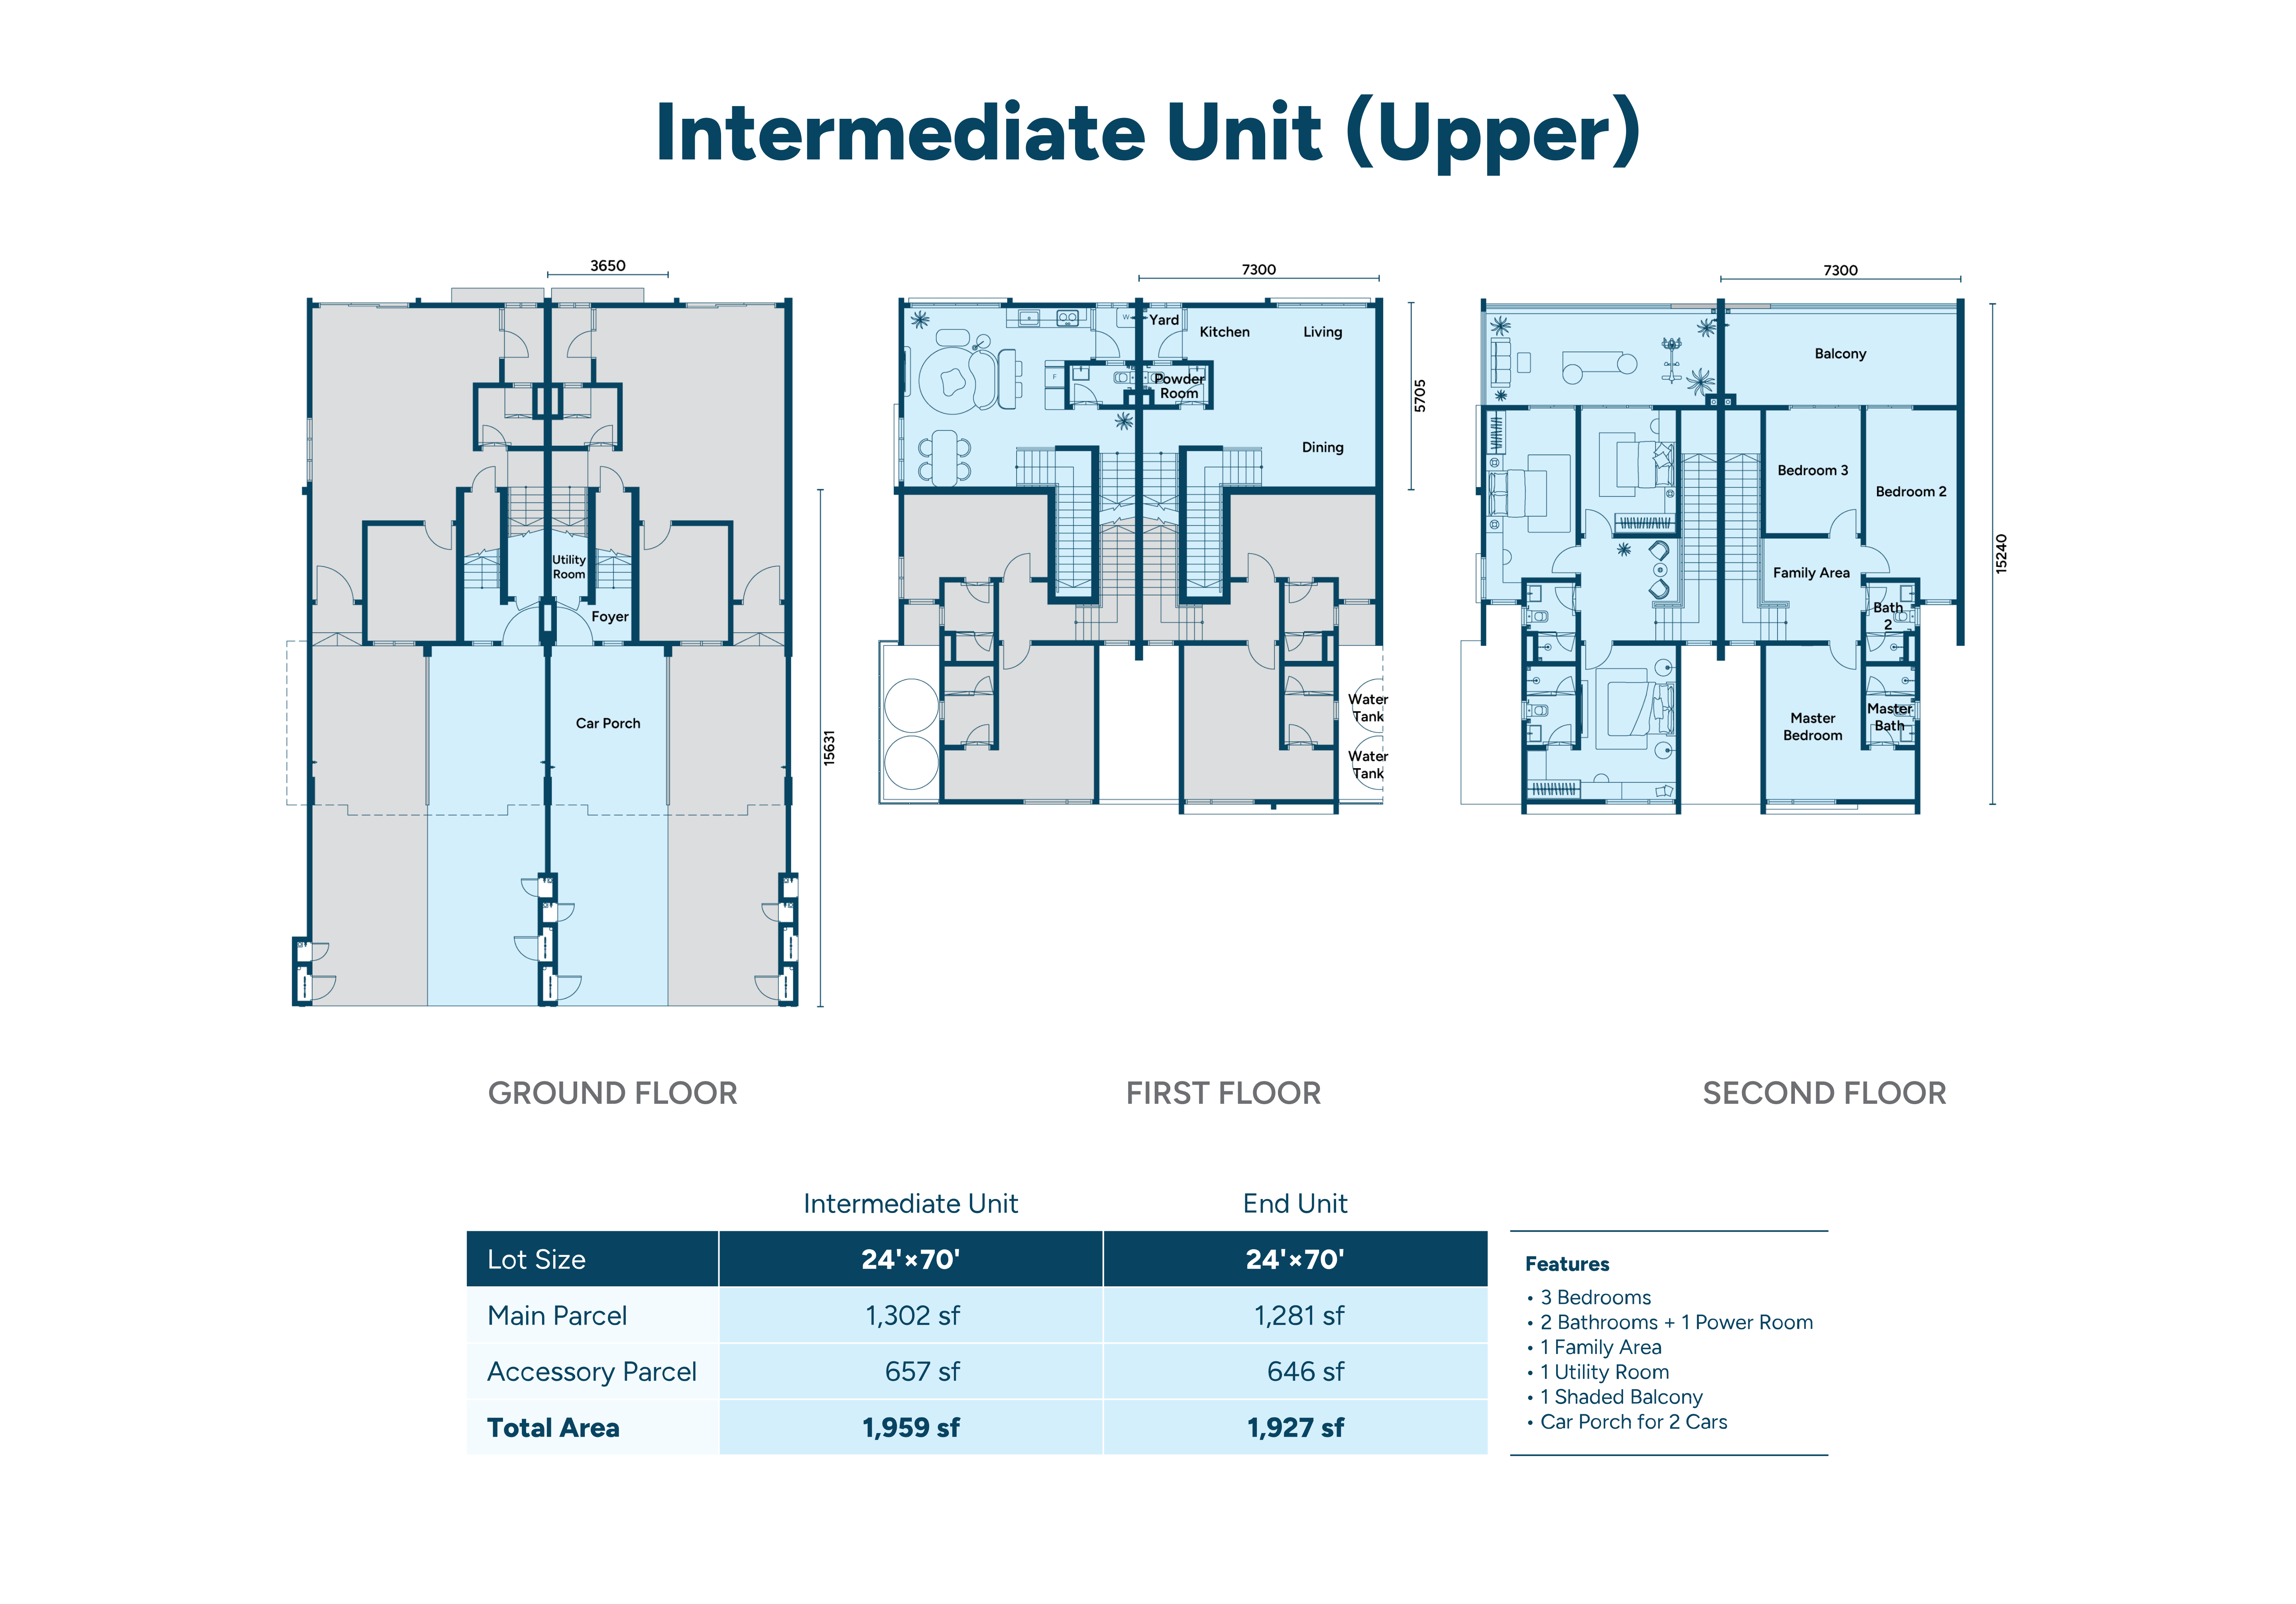 Intermediate Unit (Upper)
3650
15631
Utility
Room
Foyer
Car Porch
GROUND FLOOR
7300
5705
W
F
Yard
Kitchen
Living
Powder
Room
Dining
Water
Tank
Water
Tank
FIRST FLOOR
7300
15240
Balcony
Bedroom 3
Bedroom 2
Family Area
Bath
2
Master
Bedroom
Master
Bath
SECOND FLOOR
Intermediate Unit
End Unit
Lot Size 24'×70' 24'×70'
Main Parcel 1,302 sf 1,281 sf
Accessory Parcel 657 sf 646 sf
Total Area 1,959 sf 1,927 sf
Features
• 3 Bedrooms
• 2 Bathrooms + 1 Power Room
• 1 Family Area
• 1 Utility Room
• 1 Shaded Balcony
• Car Porch for 2 Cars